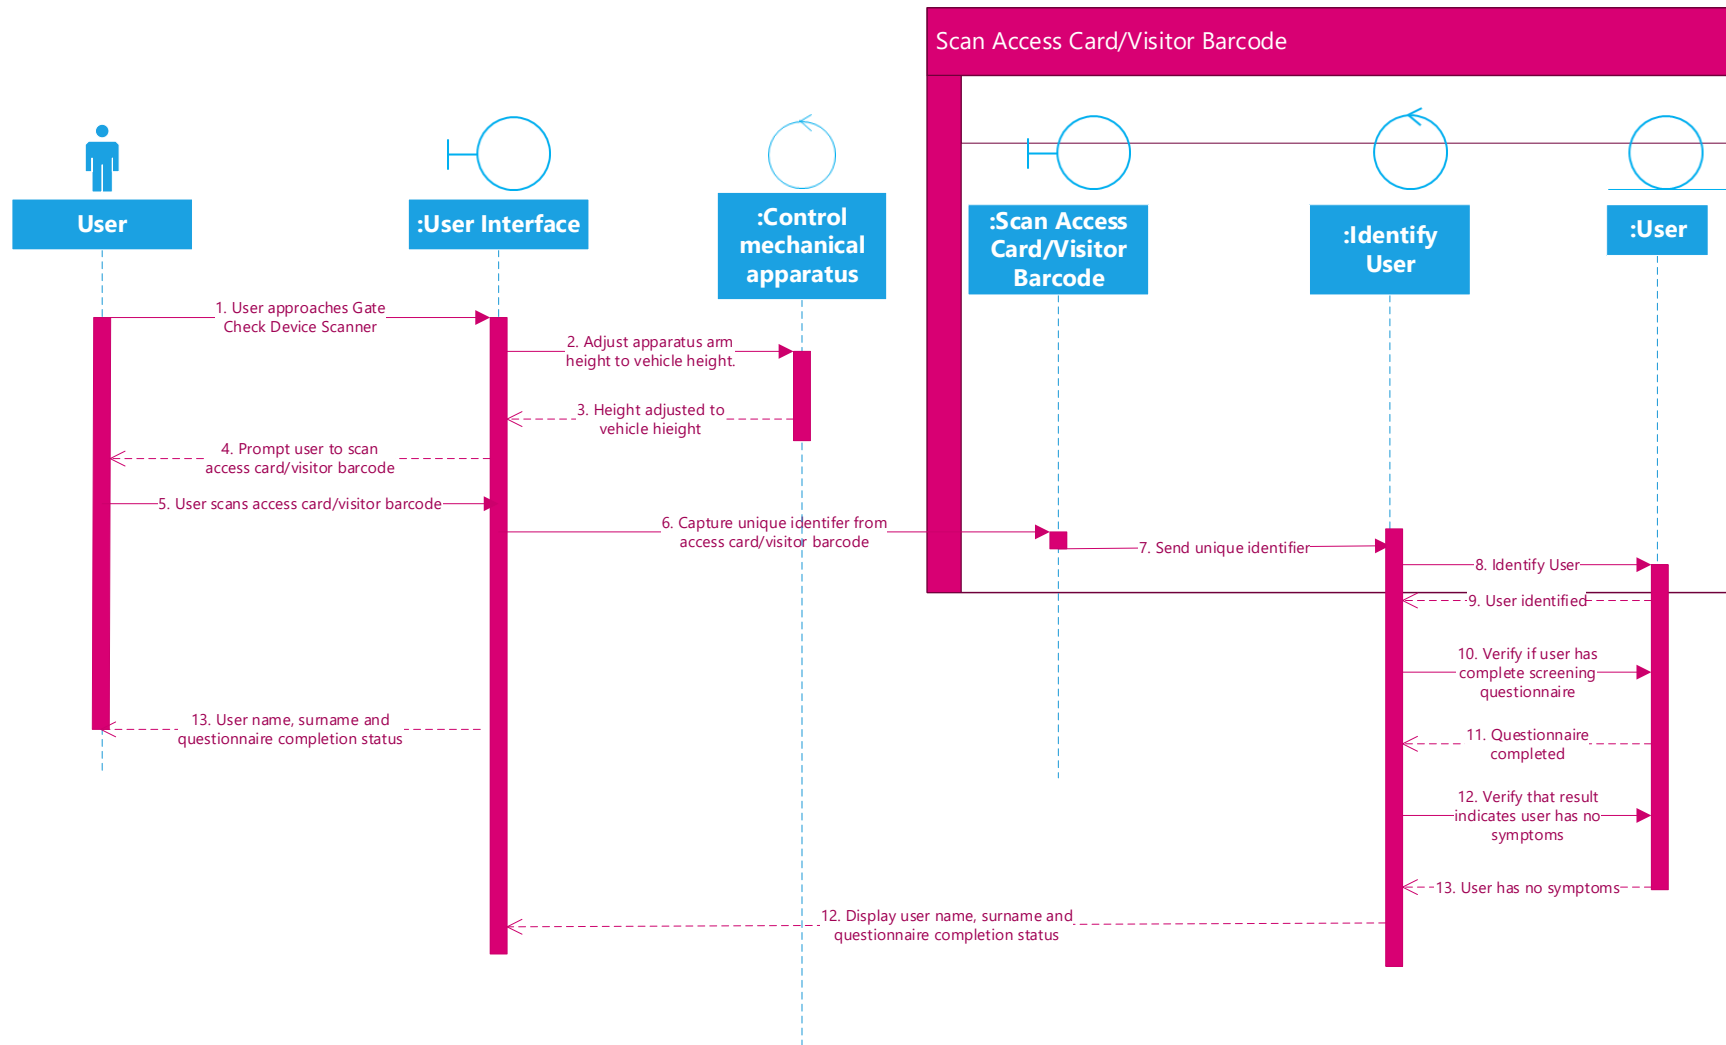 Scan Access Card/Visitor Barcode
User
:User Interface
:Control
mechanical
apparatus
:Scan Access
Card/Visitor
Barcode
:Identify
User
:User
1. User approaches Gate
Check Device Scanner
2. Adjust apparatus arm
height to vehicle height.
3. Height adjusted to
vehicle hieight
4. Prompt user to scan
access card/visitor barcode
5. User scans access card/visitor barcode
6. Capture unique identifer from
access card/visitor barcode
7. Send unique identifier
8. Identify User
9. User identified
10. Verify if user has
complete screening
questionnaire
13. User name, surname and
questionnaire completion status
11. Questionnaire
completed
12. Verify that result
indicates user has no
symptoms
13. User has no symptoms
12. Display user name, surname and
questionnaire completion status